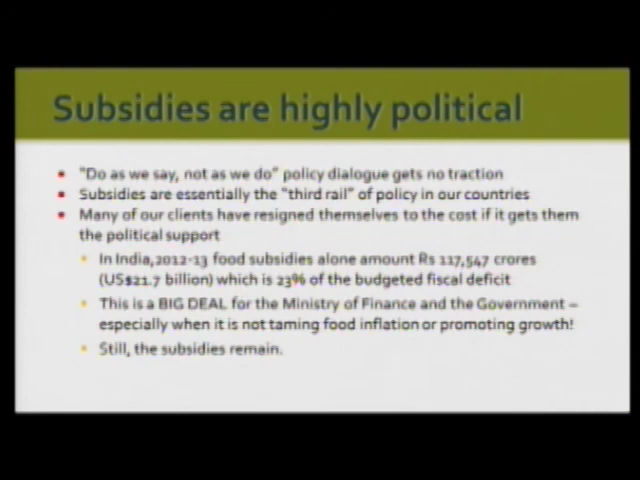 Subsidies are highly political
"Do as we say, not as we do" policy dialogue gets no traction
Subsidies are essentially the "third rail" of policy in our countries
Many of our clients have resigned themselves to the cost if it gets them
the political support
In India,2012-13 food subsidies alone amount Rs 117,547 crores
(US$21.7 billion) which is 23% of the budgeted fiscal deficit
This is a BIG DEAL for the Ministry of Finance and the Government –
especially when it is not taming food inflation or promoting growth!
Still, the subsidies remain.